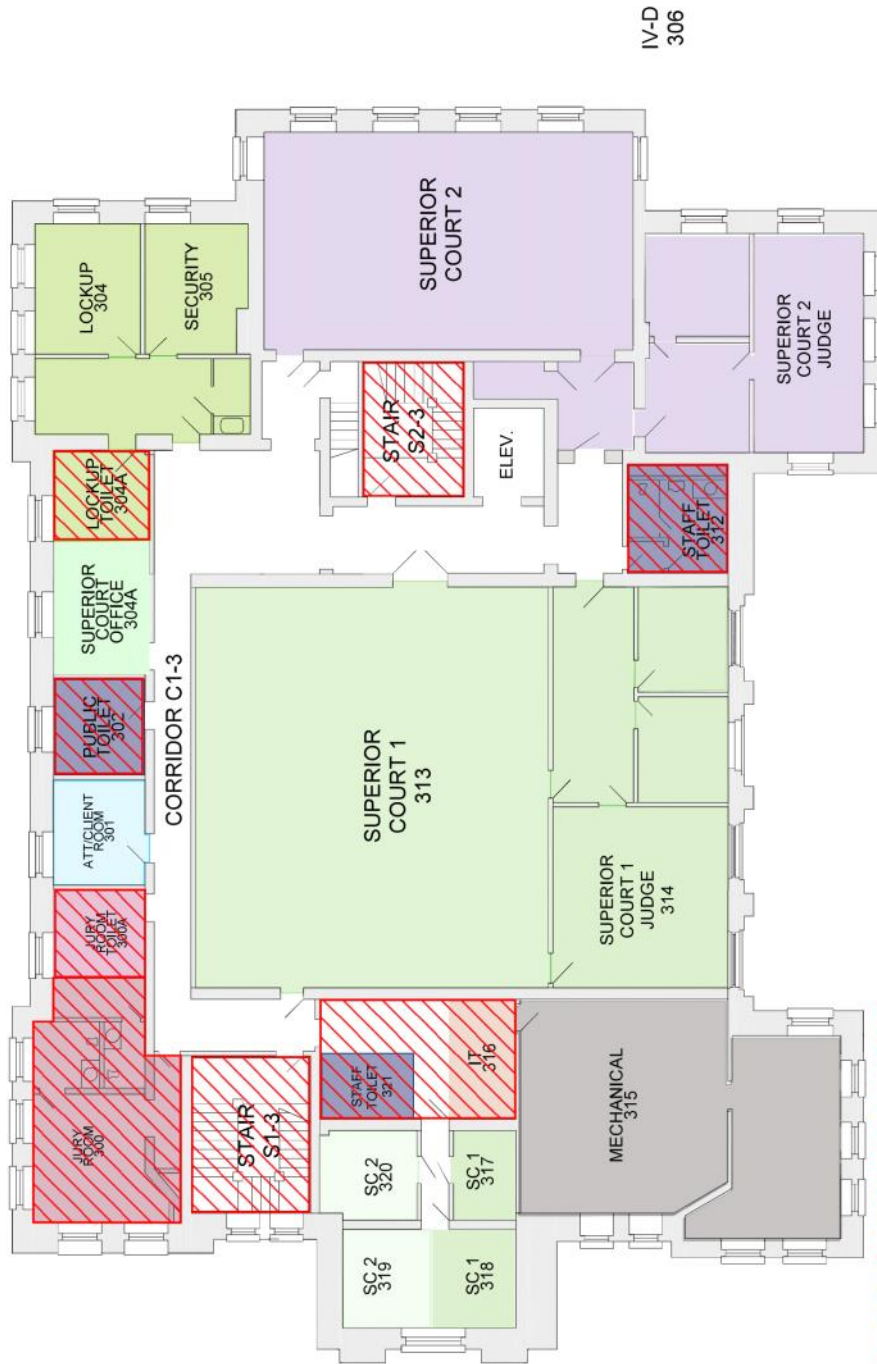 IV-D
306
LOCKUP
304
SECURITY
305
SUPERIOR
COURT 2
SUPERIOR
COURT 2
JUDGE
LOCKUP
TOILET
304A
STAIR
S2-3
ELEV.
STAFF
TOILET
312
SUPERIOR
COURT
OFFICE
304A
PUBLIC
TOILET
302
CORRIDOR C1-3
ATT/CLIENT
ROOM
301
SUPERIOR
COURT 1
313
JURY
ROOM
TOILET
300A
SUPERIOR
COURT 1
JUDGE
314
JURY
ROOM
300
STAIR
S1-3
STAFF
TOILET
321
IT
316
MECHANICAL
315
SC 2
320
SC 1
317
SC 2
319
SC 1
318